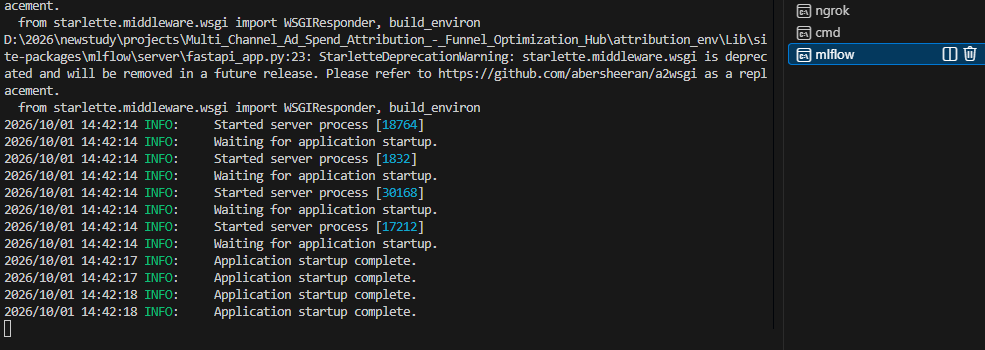 acement.
  from starlette.middleware.wsgi import WSGIResponder, build_environ
D:\2026\newstudy\projects\Multi_Channel_Ad_Spend_Attribution_-_Funnel_Optimization_Hub\attribution_env\Lib\si
te-packages\mlflow\server\fastapi_app.py:23: StarletteDeprecationWarning: starlette.middleware.wsgi is deprec
ated and will be removed in a future release. Please refer to https://github.com/abersheeran/a2wsgi as a repl
acement.
  from starlette.middleware.wsgi import WSGIResponder, build_environ
2026/10/01 14:42:14 INFO:     Started server process [18764]
2026/10/01 14:42:14 INFO:     Waiting for application startup.
2026/10/01 14:42:14 INFO:     Started server process [1832]
2026/10/01 14:42:14 INFO:     Waiting for application startup.
2026/10/01 14:42:14 INFO:     Started server process [30168]
2026/10/01 14:42:14 INFO:     Waiting for application startup.
2026/10/01 14:42:14 INFO:     Started server process [17212]
2026/10/01 14:42:14 INFO:     Waiting for application startup.
2026/10/01 14:42:17 INFO:     Application startup complete.
2026/10/01 14:42:17 INFO:     Application startup complete.
2026/10/01 14:42:18 INFO:     Application startup complete.
2026/10/01 14:42:18 INFO:     Application startup complete.
ngrok
cmd
mlflow